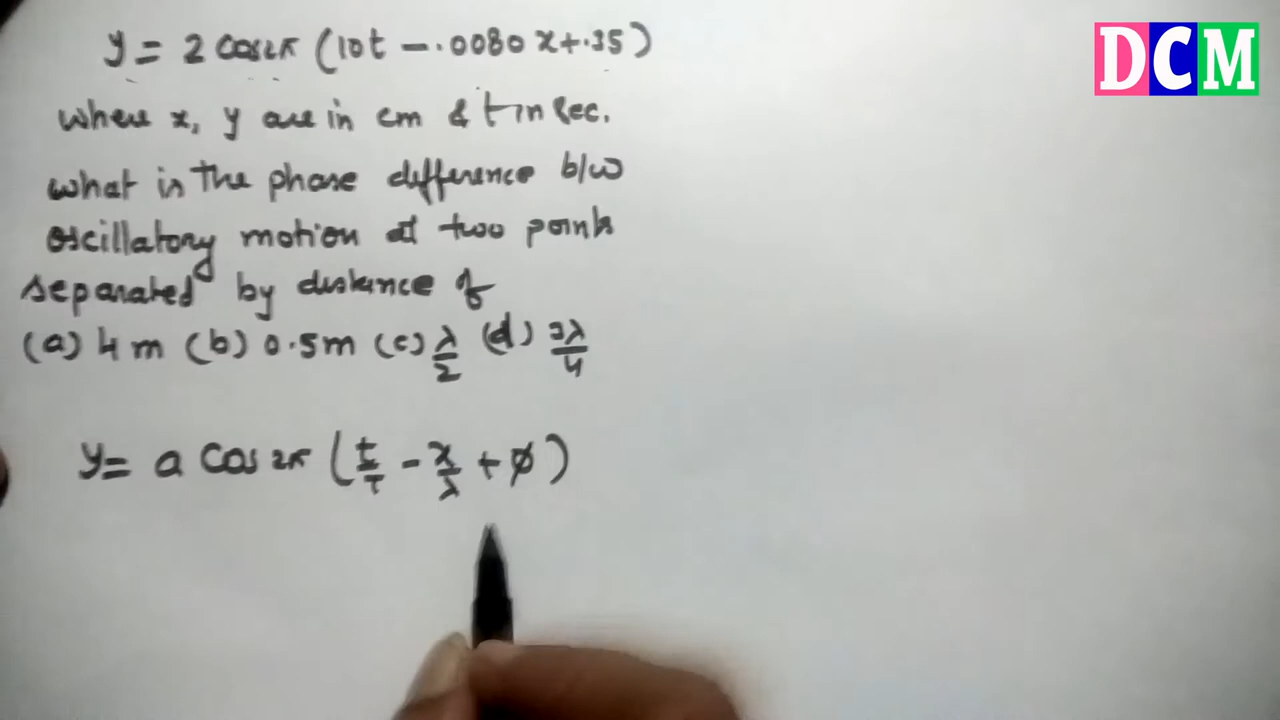 y = 2 cos 2π (10t - .0080 x + .35)
where x, y are in cm & t in sec.
what is the phase difference b/w
oscillatory motion at two points
separated by distance of
(a) 4 m (b) 0.5 m (c) λ/2 (d) 3λ/4
y = a cos 2π (t/T - x/λ + φ)
DCM